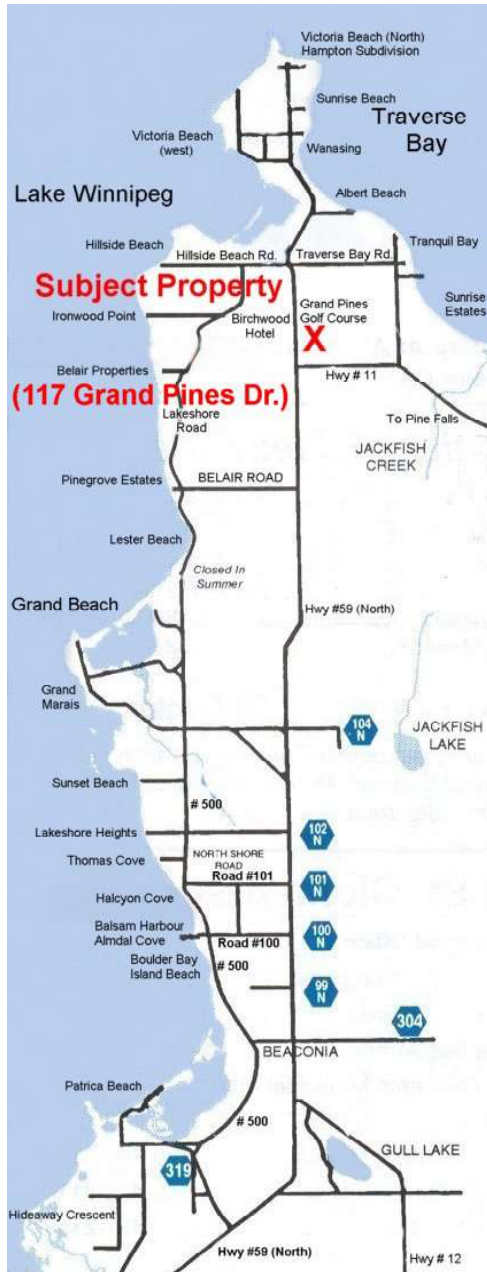 Victoria Beach (North)
Hampton Subdivision
Sunrise Beach
Traverse
Bay
Victoria Beach
(west)
Wanasing
Lake Winnipeg
Albert Beach
Hillside Beach
Hillside Beach Rd.
Traverse Bay Rd.
Tranquil Bay
Subject Property
Sunrise
Estates
Grand Pines
Golf Course
Ironwood Point
Birchwood
Hotel
X
Belair Properties
Hwy # 11
(117 Grand Pines Dr.)
Lakeshore
Road
To Pine Falls
JACKFISH
CREEK
Pinegrove Estates
BELAIR ROAD
Lester Beach
Closed In
Summer
Grand Beach
Hwy #59 (North)
Grand
Marais
104
N
JACKFISH
LAKE
Sunset Beach
# 500
Lakeshore Heights
102
N
Thomas Cove
NORTH SHORE
ROAD
Road #101
101
N
Halcyon Cove
Balsam Harbour
Almdal Cove
Road #100
100
N
Boulder Bay
Island Beach
# 500
99
N
304
BEACONIA
Patrica Beach
# 500
GULL LAKE
319
Hideaway Crescent
Hwy #59 (North)
Hwy # 12